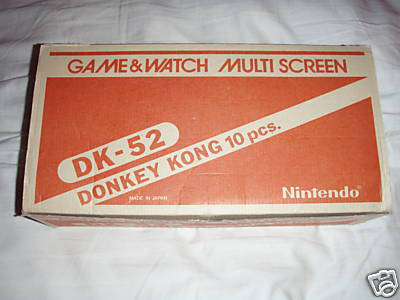 GAME&WATCH MULTI SCREEN
DK-52
DONKEY KONG 10 pcs.
MADE IN JAPAN
Nintendo